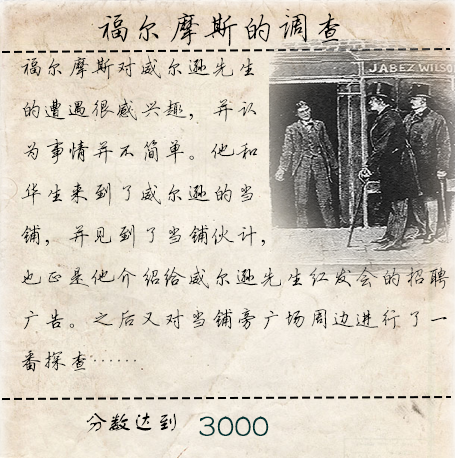 福尔摩斯的调查
福尔摩斯对威尔逊先生
JABEZ WILSO
的遭遇很感兴趣，并认
为事情并不简单。他和
华生来到了威尔逊的当
铺，并见到了当铺伙计，
也正是他介绍给威尔逊先生红发会的招聘
广告。之后又对当铺旁广场周边进行了一
番探查……
分数达到 3000